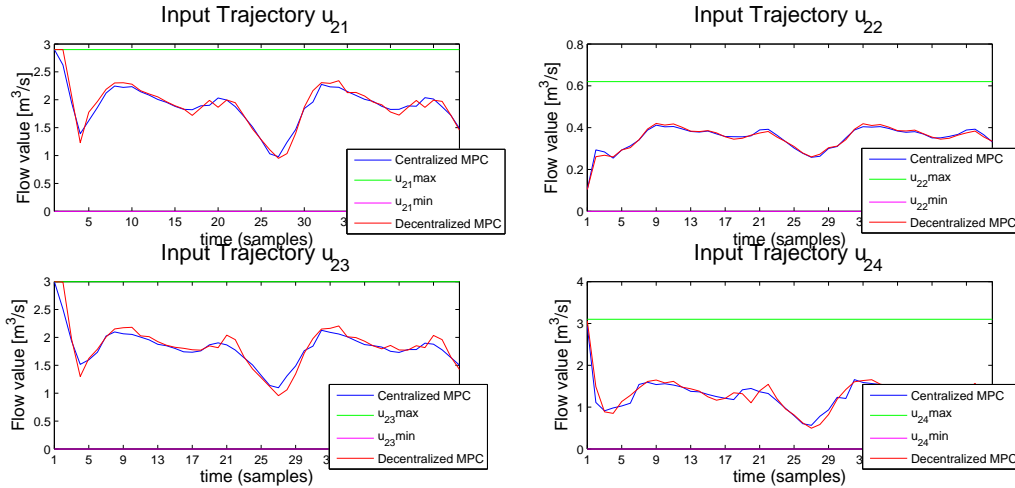 Input Trajectory u21
Flow value [m³/s]
3
2.5
2
1.5
1
0.5
0
5 10 15 20 25 30
time (samples)
Centralized MPC
u21max
u21min
Decentralized MPC
Input Trajectory u22
Flow value [m³/s]
0.8
0.6
0.4
0.2
0
1 5 9 13 17 21 25 29
time (samples)
Centralized MPC
u22max
u22min
Decentralized MPC
Input Trajectory u23
Flow value [m³/s]
3
2.5
2
1.5
1
0.5
0
1 5 9 13 17 21 25 29
time (samples)
Centralized MPC
u23max
u23min
Decentralized MPC
Input Trajectory u24
Flow value [m³/s]
4
3
2
1
0
1 5 9 13 17 21 25 29
time (samples)
Centralized MPC
u24max
u24min
Decentralized MPC